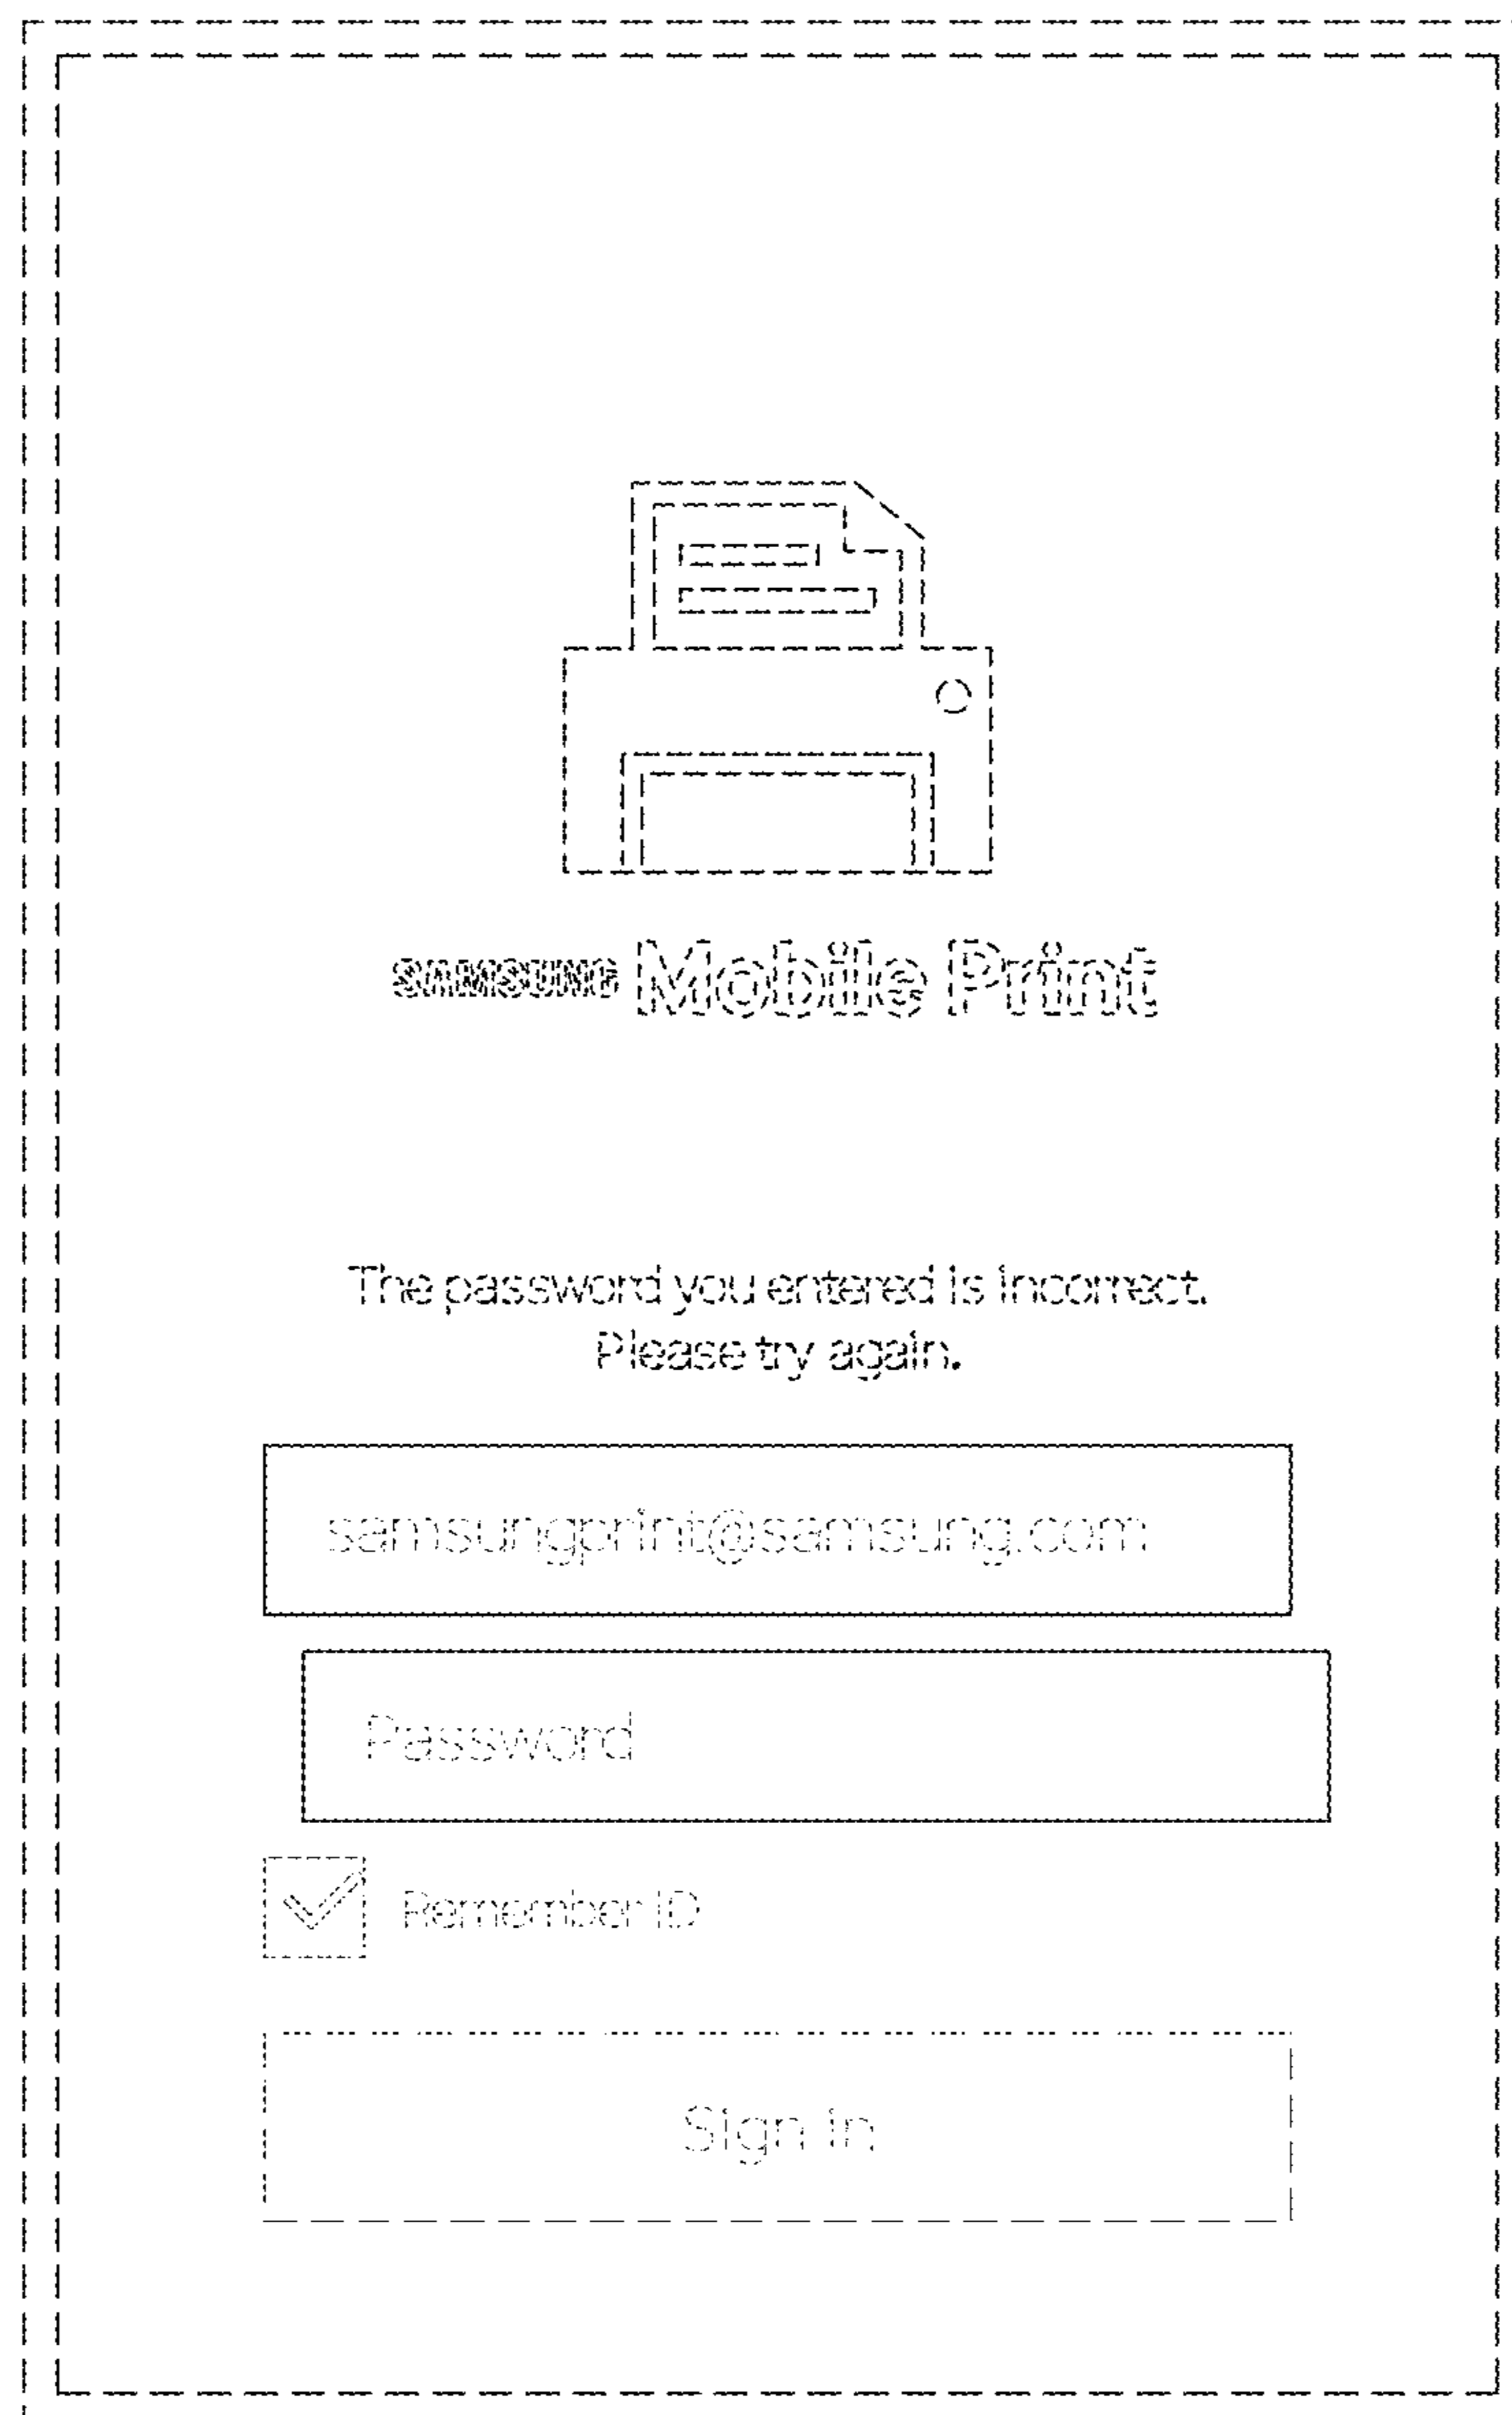 SAMSUNG Mobile Print
The password you entered is incorrect.
Please try again.
samsungprint@samsung.com
Password
Remember ID
Sign in